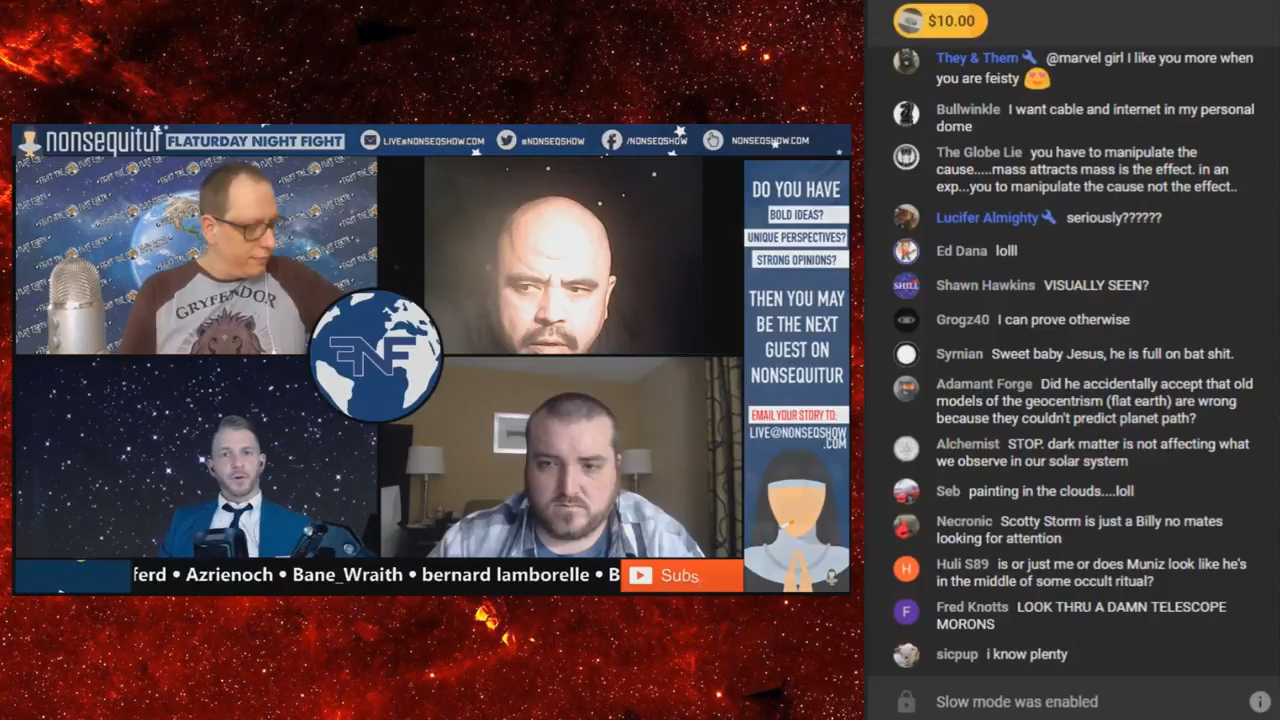 $10.00
They & Them @marvel girl I like you more when
you are feisty
Bullwinkle I want cable and internet in my personal
dome
The Globe Lie you have to manipulate the
cause.....mass attracts mass is the effect. in an
exp...you to manipulate the cause not the effect..
Lucifer Almighty seriously??????
Ed Dana lolll
Shawn Hawkins VISUALLY SEEN?
SHILL
Grogz40 I can prove otherwise
Syrnian Sweet baby Jesus, he is full on bat shit.
Adamant Forge Did he accidentally accept that old
models of the geocentrism (flat earth) are wrong
because they couldn't predict planet path?
Alchemist STOP. dark matter is not affecting what
we observe in our solar system
Seb painting in the clouds....loll
Necronic Scotty Storm is just a Billy no mates
looking for attention
H
Huli S89 is or just me or does Muniz look like he's
in the middle of some occult ritual?
F
Fred Knotts LOOK THRU A DAMN TELESCOPE
MORONS
sicpup i know plenty
Slow mode was enabled
nonsequitur FLATURDAY NIGHT FIGHT LIVE@NONSEQSHOW.COM @NONSEQSHOW /NONSEQSHOW NONSEQSHOW.COM
GRYFFENDOR
FNF
DO YOU HAVE
BOLD IDEAS?
UNIQUE PERSPECTIVES?
STRONG OPINIONS?
THEN YOU MAY
BE THE NEXT
GUEST ON
NONSEQUITUR
EMAIL YOUR STORY TO:
LIVE@NONSEQSHOW
.COM
ferd • Azrienoch • Bane_Wraith • bernard lamborelle • B
Subs